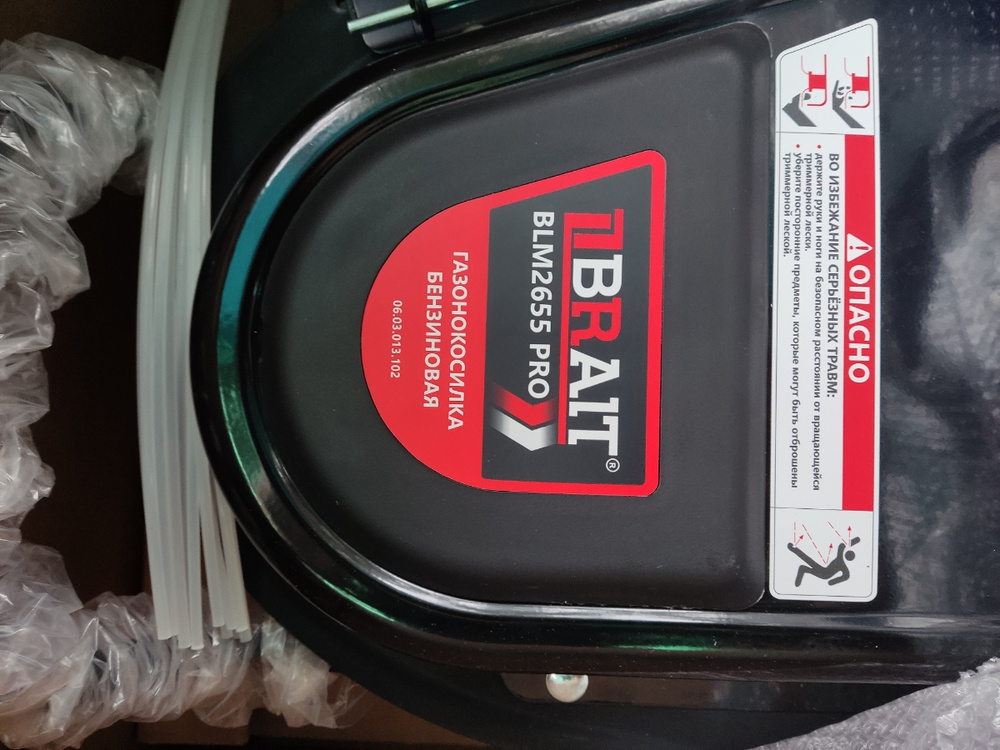 BRAIT®
BLM2655 PRO
ГАЗОНОКОСИЛКА
БЕНЗИНОВАЯ
06.03.013.102
ОПАСНО
ВО ИЗБЕЖАНИЕ СЕРЬЁЗНЫХ ТРАВМ:
• держите руки и ноги на безопасном расстоянии от вращающейся
триммерной лески.
• уберите посторонние предметы, которые могут быть отброшены
триммерной леской.